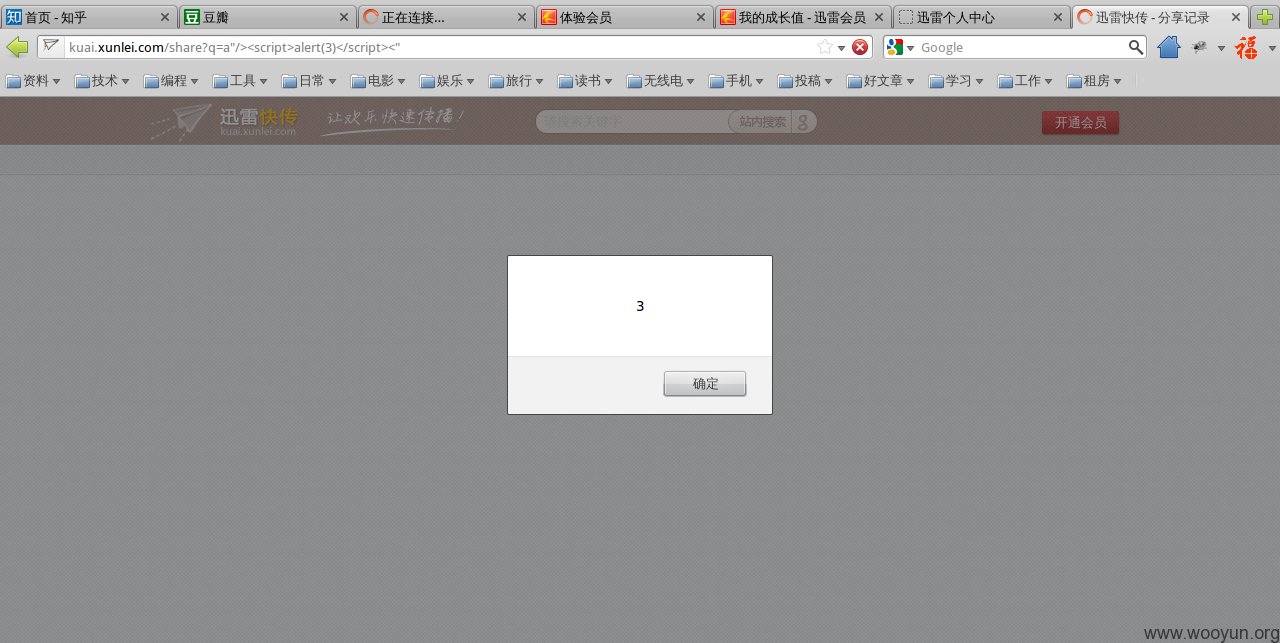 首页 - 知乎
豆瓣
正在连接...
体验会员
我的成长值 - 迅雷会员
迅雷个人中心
迅雷快传 - 分享记录
kuai.xunlei.com/share?q=a"/><script>alert(3)</script><"
Google
资料
技术
编程
工具
日常
电影
娱乐
旅行
读书
无线电
手机
投稿
好文章
学习
工作
租房
迅雷快传
kuai.xunlei.com
让欢乐快速传播!
请搜索关键字
站内搜索
开通会员
3
确定
www.wooyun.org